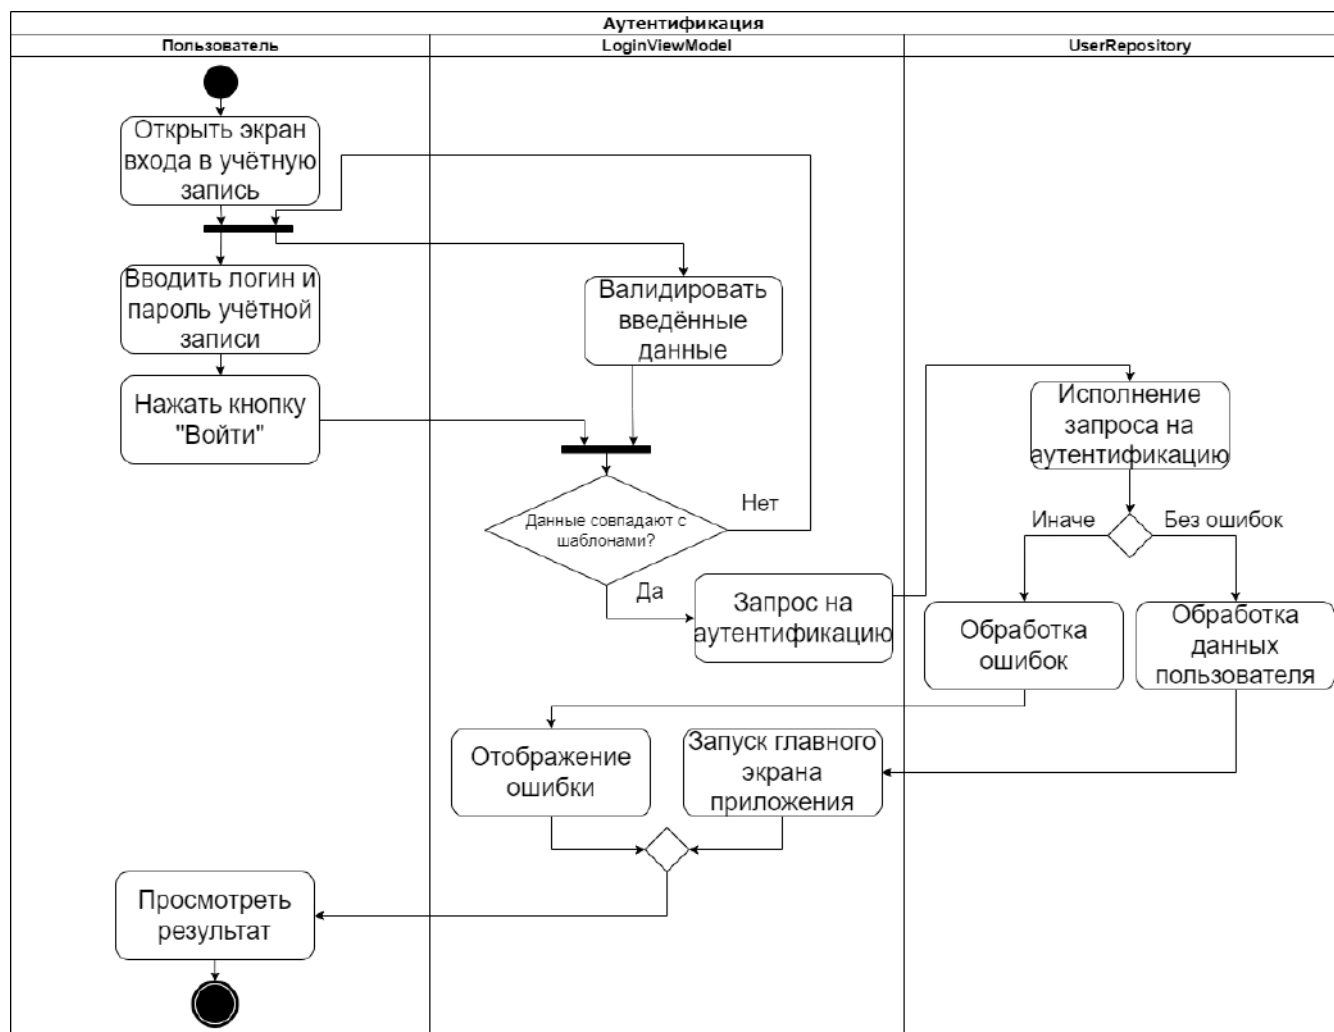 Аутентификация
Пользователь
LoginViewModel
UserRepository
Открыть экран
входа в учётную
запись
Вводить логин и
пароль учётной
записи
Валидировать
введённые
данные
Нажать кнопку
"Войти"
Исполнение
запроса на
аутентификацию
Данные совпадают с
шаблонами?
Нет
Иначе
Без ошибок
Да
Запрос на
аутентификацию
Обработка
ошибок
Обработка
данных
пользователя
Отображение
ошибки
Запуск главного
экрана
приложения
Просмотреть
результат